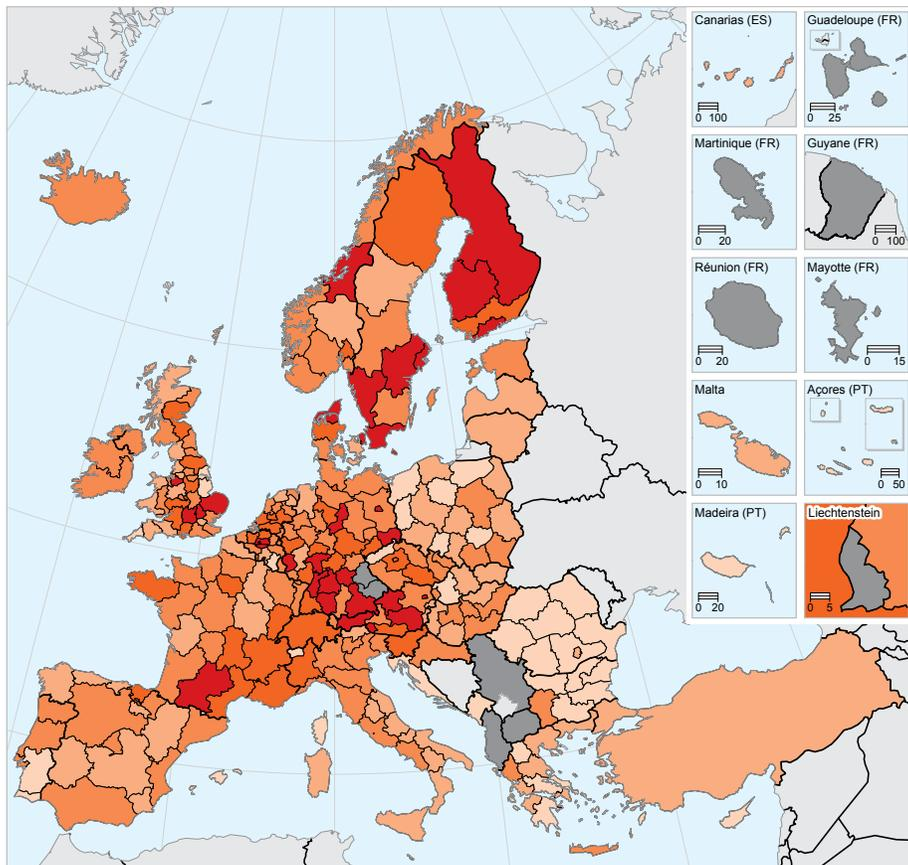 Canarias (ES)
0 100
Guadeloupe (FR)
0 25
Martinique (FR)
0 20
Guyane (FR)
0 100
Réunion (FR)
0 20
Mayotte (FR)
0 15
Malta
0 10
Açores (PT)
0 50
Madeira (PT)
0 20
Liechtenstein
0 5